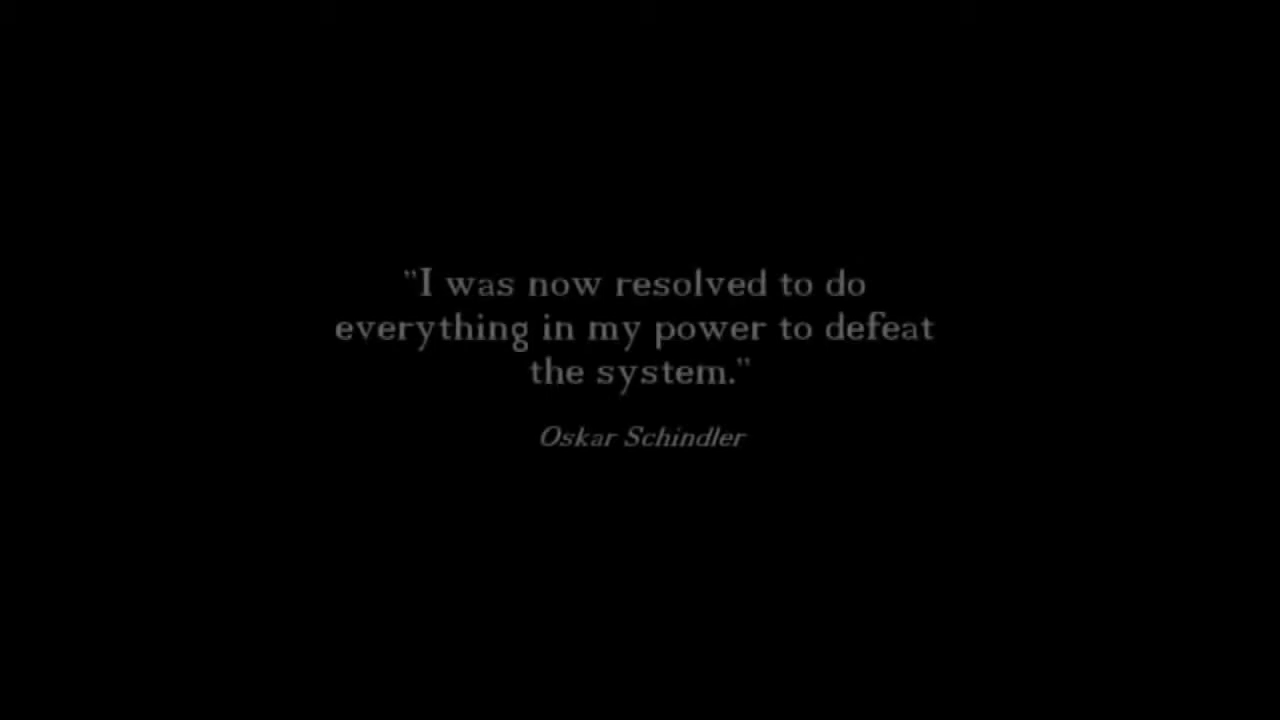 "I was now resolved to do
everything in my power to defeat
the system."
Oskar Schindler